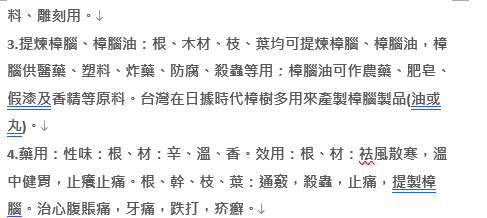 料、雕刻用。↓
3.提煉樟腦、樟腦油：根、木材、枝、葉均可提煉樟腦、樟腦油，樟
腦供醫藥、塑料、炸藥、防腐、殺蟲等用：樟腦油可作農藥、肥皂、
假漆及香精等原料。台灣在日據時代樟樹多用來產製樟腦製品(油或
丸)。↓
4.藥用：性味：根、材：辛、溫、香。效用：根、材：祛風散寒，溫
中健胃，止癢止痛。根、幹、枝、葉：通竅，殺蟲，止痛，提製樟
腦。治心腹脹痛，牙痛，跌打，疥癬。↓